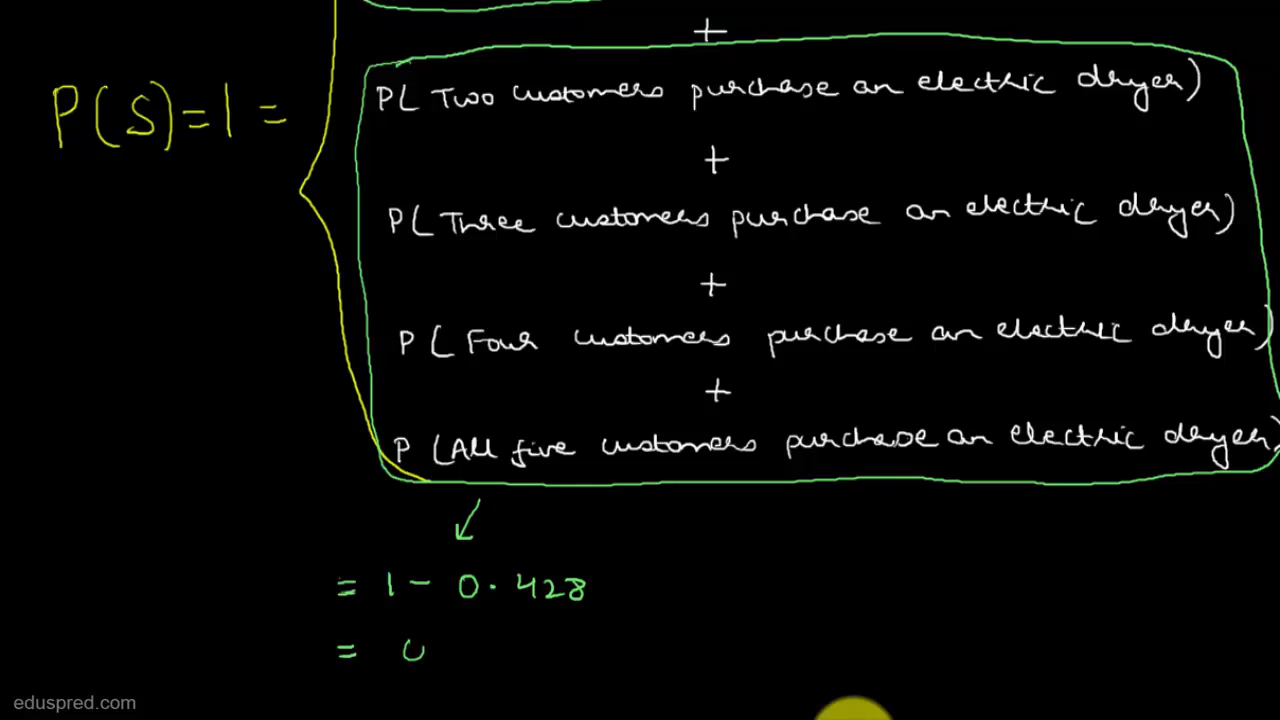 +
P( Two customers purchase an electric dryer)
P(S) = 1 =
+
P( Three customers purchase an electric dryer)
+
P( Four customers purchase an electric dryer)
+
P (All five customers purchase an electric dryer)
= 1 - 0.428
= 0
eduspred.com